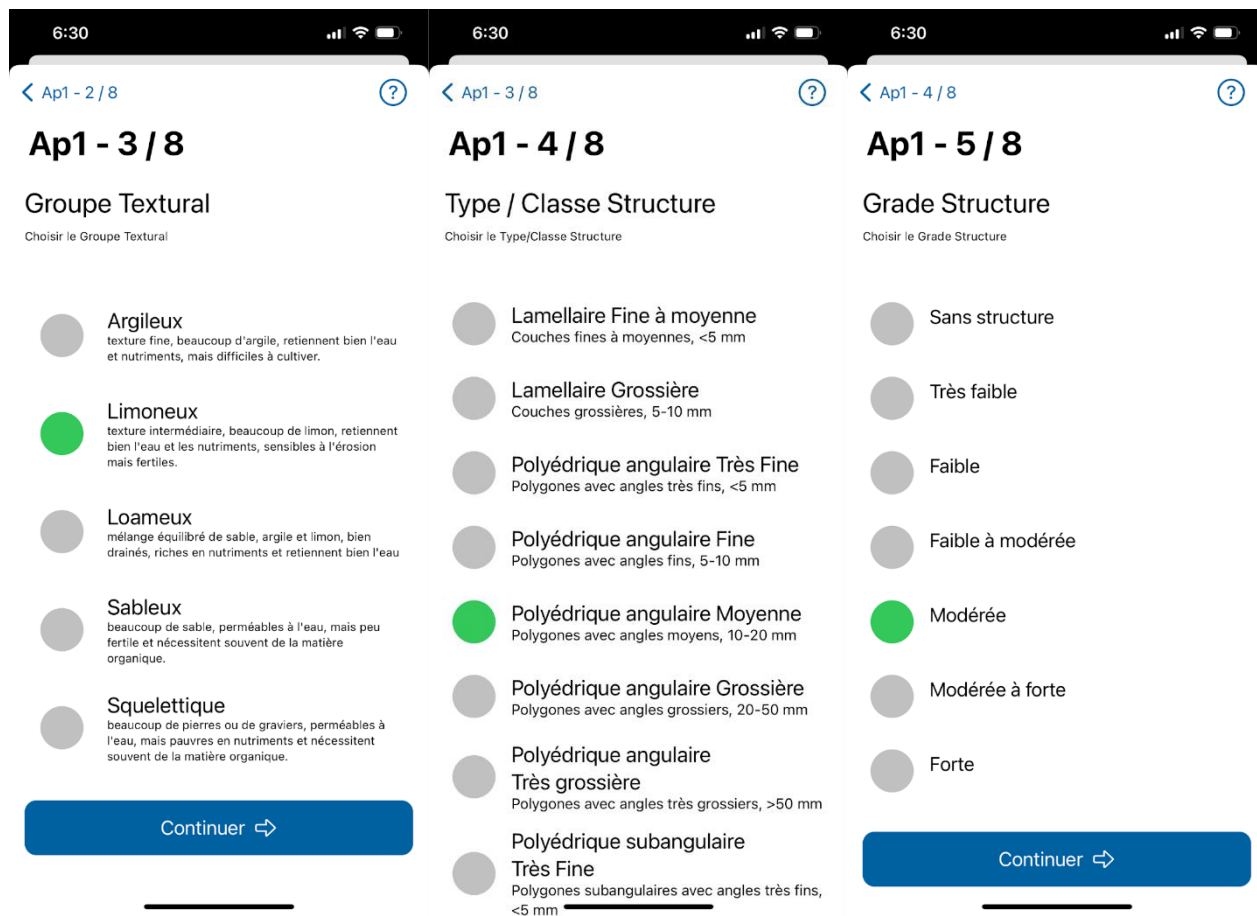 6:30
Ap1 - 2 / 8
?
Ap1 - 3 / 8
Groupe Textural
Choisir le Groupe Textural
Argileux
texture fine, beaucoup d'argile, retiennent bien l'eau
et nutriments, mais difficiles à cultiver.
Limoneux
texture intermédiaire, beaucoup de limon, retiennent
bien l'eau et les nutriments, sensibles à l'érosion
mais fertiles.
Loameux
mélange équilibré de sable, argile et limon, bien
drainés, riches en nutriments et retiennent bien l'eau
Sableux
beaucoup de sable, perméables à l'eau, mais peu
fertile et nécessitent souvent de la matière
organique.
Squelettique
beaucoup de pierres ou de graviers, perméables à
l'eau, mais pauvres en nutriments et nécessitent
souvent de la matière organique.
Continuer
6:30
Ap1 - 3 / 8
?
Ap1 - 4 / 8
Type / Classe Structure
Choisir le Type/Classe Structure
Lamellaire Fine à moyenne
Couches fines à moyennes, <5 mm
Lamellaire Grossière
Couches grossières, 5-10 mm
Polyédrique angulaire Très Fine
Polygones avec angles très fins, <5 mm
Polyédrique angulaire Fine
Polygones avec angles fins, 5-10 mm
Polyédrique angulaire Moyenne
Polygones avec angles moyens, 10-20 mm
Polyédrique angulaire Grossière
Polygones avec angles grossiers, 20-50 mm
Polyédrique angulaire
Très grossière
Polygones avec angles très grossiers, >50 mm
Polyédrique subangulaire
Très Fine
Polygones subangulaires avec angles très fins,
<5 mm
6:30
Ap1 - 4 / 8
?
Ap1 - 5 / 8
Grade Structure
Choisir le Grade Structure
Sans structure
Très faible
Faible
Faible à modérée
Modérée
Modérée à forte
Forte
Continuer